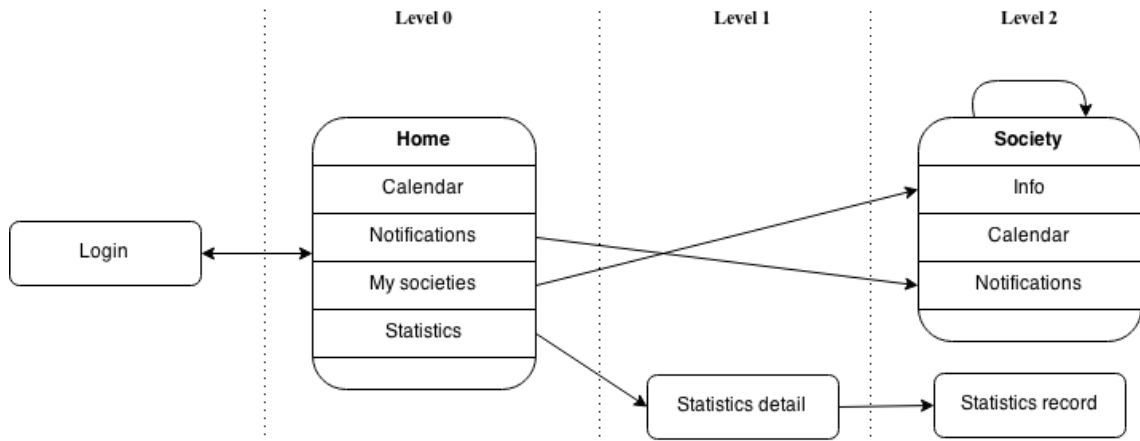 Level 0
Level 1
Level 2
Home
Calendar
Notifications
My societies
Statistics
Login
Society
Info
Calendar
Notifications
Statistics detail
Statistics record